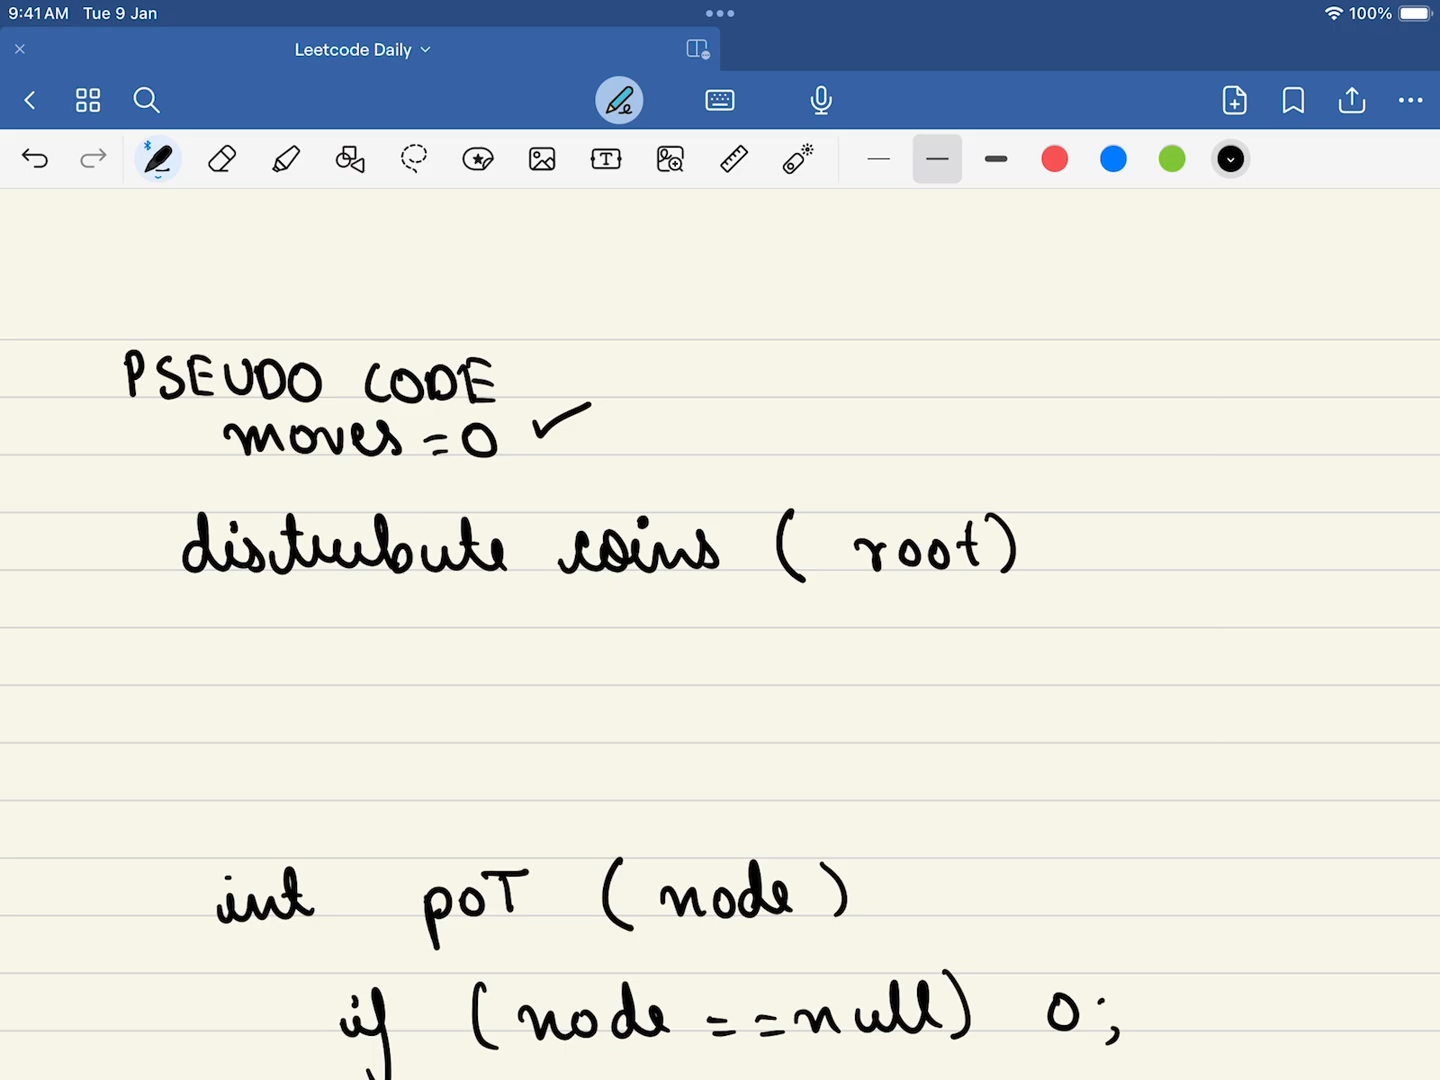 9:41 AM Tue 9 Jan
100%
Leetcode Daily
PSEUDO CODE
moves = 0 ✓
distribute coins ( root)
int poT ( node )
if ( node == null) 0 ;